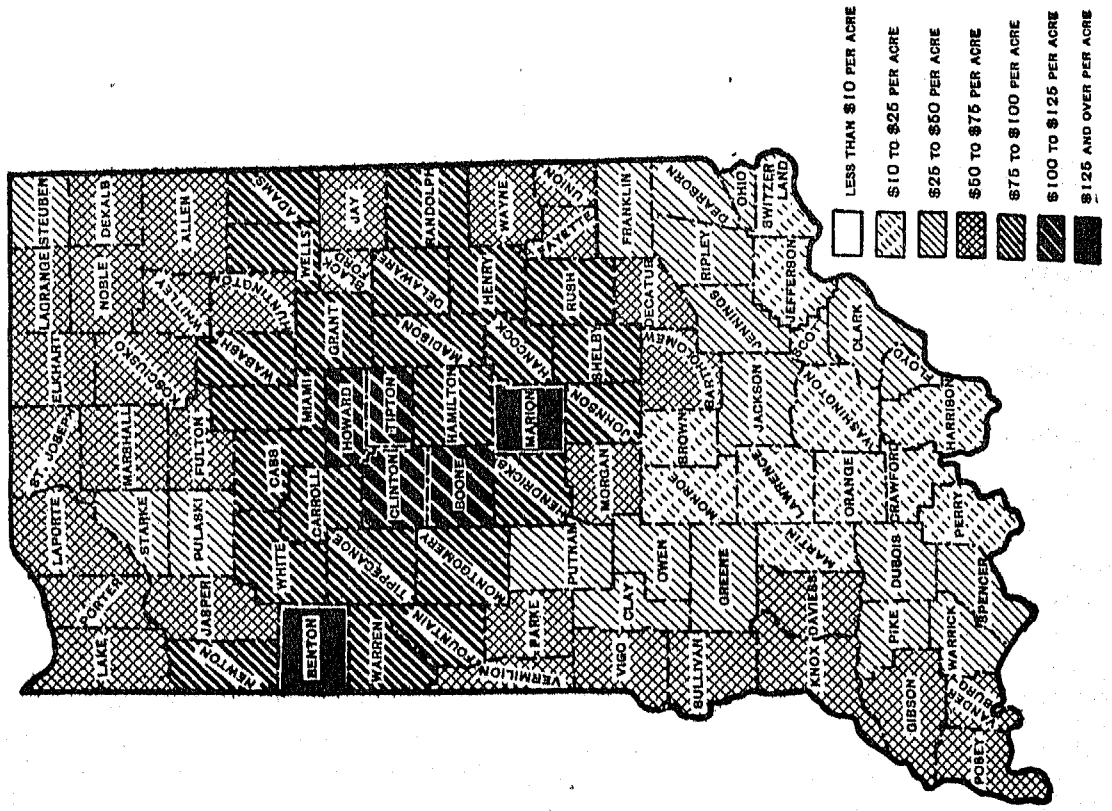 STEUBEN
LAGRANGE
ELKHART
ST. JOSEPH
LAPORTE
PORTER
LAKE
DEKALB
NOBLE
KOSCIUSKO
MARSHALL
STARKE
ALLEN
WHITLEY
FULTON
PULASKI
JASPER
NEWTON
ADAMS
WELLS
HUNTINGTON
WABASH
MIAMI
CASS
WHITE
CARROLL
BENTON
JAY
BLACKFORD
GRANT
HOWARD
TIPTON
CLINTON
TIPPECANOE
WARREN
RANDOLPH
DELAWARE
MADISON
HAMILTON
BOONE
MONTGOMERY
FOUNTAIN
VERMILION
WAYNE
HENRY
HANCOCK
MARION
HENDRICKS
PUTNAM
PARKE
UNION
FAYETTE
RUSH
SHELBY
JOHNSON
MORGAN
OWEN
CLAY
VIGO
FRANKLIN
DECATUR
BARTHOLOMEW
BROWN
MONROE
GREENE
SULLIVAN
DEARBORN
RIPLEY
JENNINGS
JACKSON
LAWRENCE
MARTIN
DAVIESS
KNOX
OHIO
SWITZER
LAND
JEFFERSON
SCOTT
WASHINGTON
ORANGE
DUBOIS
PIKE
GIBSON
CLARK
FLOYD
HARRISON
CRAWFORD
PERRY
SPENCER
WARRICK
VANDER
BURG
POSEY
LESS THAN $10 PER ACRE
$10 TO $25 PER ACRE
$25 TO $50 PER ACRE
$50 TO $75 PER ACRE
$75 TO $100 PER ACRE
$100 TO $125 PER ACRE
$125 AND OVER PER ACRE